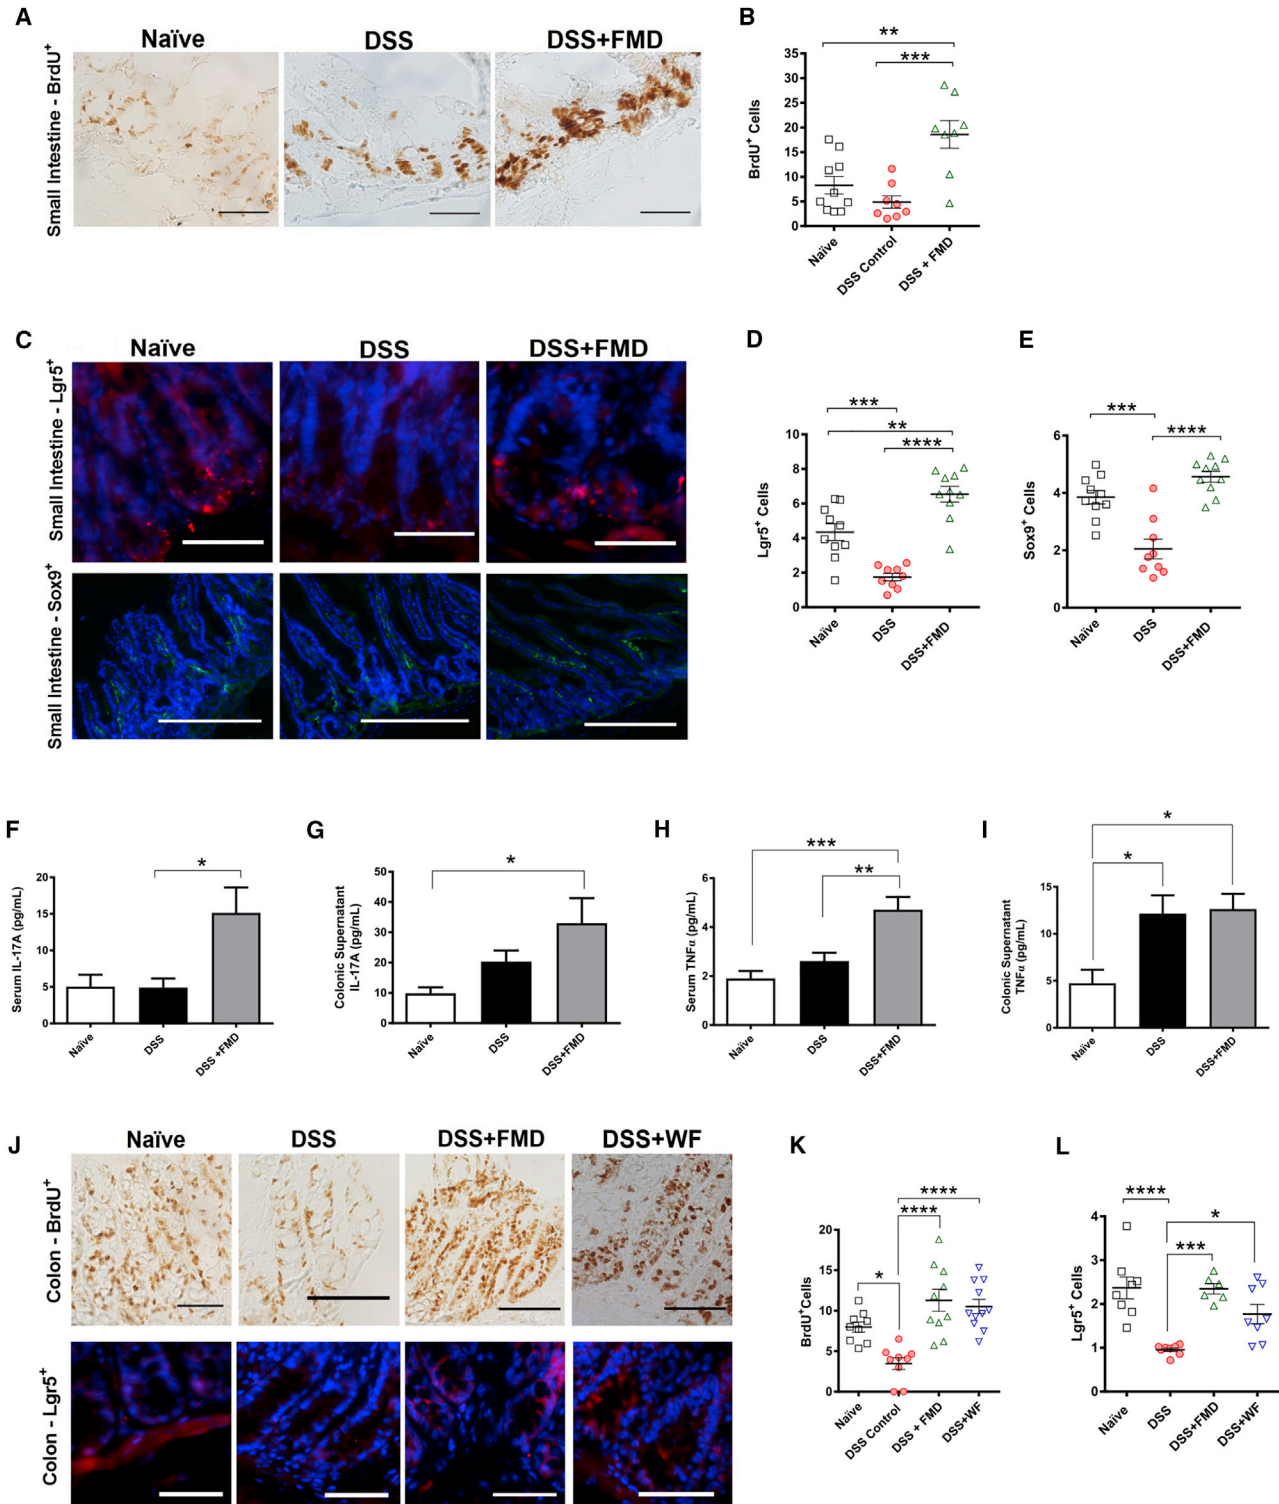 A
Naïve
DSS
DSS+FMD
Small Intestine - BrdU+
B
**
***
35
30
25
20
15
10
5
0
BrdU+ Cells
Naïve
DSS Control
DSS + FMD
C
Naïve
DSS
DSS+FMD
Small Intestine - Lgr5+
Small Intestine - Sox9+
D
***
**
****
10
8
6
4
2
0
Lgr5+ Cells
Naïve
DSS
DSS+FMD
E
***
****
6
4
2
0
Sox9+ Cells
Naïve
DSS
DSS+FMD
F
*
20
15
10
5
0
Serum IL-17A (pg/mL)
Naïve
DSS
DSS +FMD
G
*
50
40
30
20
10
0
Colonic Supernatant
IL-17A (pg/mL)
Naïve
DSS
DSS+FMD
H
***
**
6
4
2
0
Serum TNFα (pg/mL)
Naïve
DSS
DSS+FMD
I
*
*
15
10
5
0
Colonic Supernatant
TNFα (pg/mL)
Naïve
DSS
DSS+FMD
J
Naïve
DSS
DSS+FMD
DSS+WF
Colon - BrdU+
Colon - Lgr5+
K
****
****
*
20
15
10
5
0
BrdU+Cells
Naïve
DSS Control
DSS + FMD
DSS+WF
L
****
*
***
4
3
2
1
0
Lgr5+ Cells
Naïve
DSS
DSS+FMD
DSS+WF